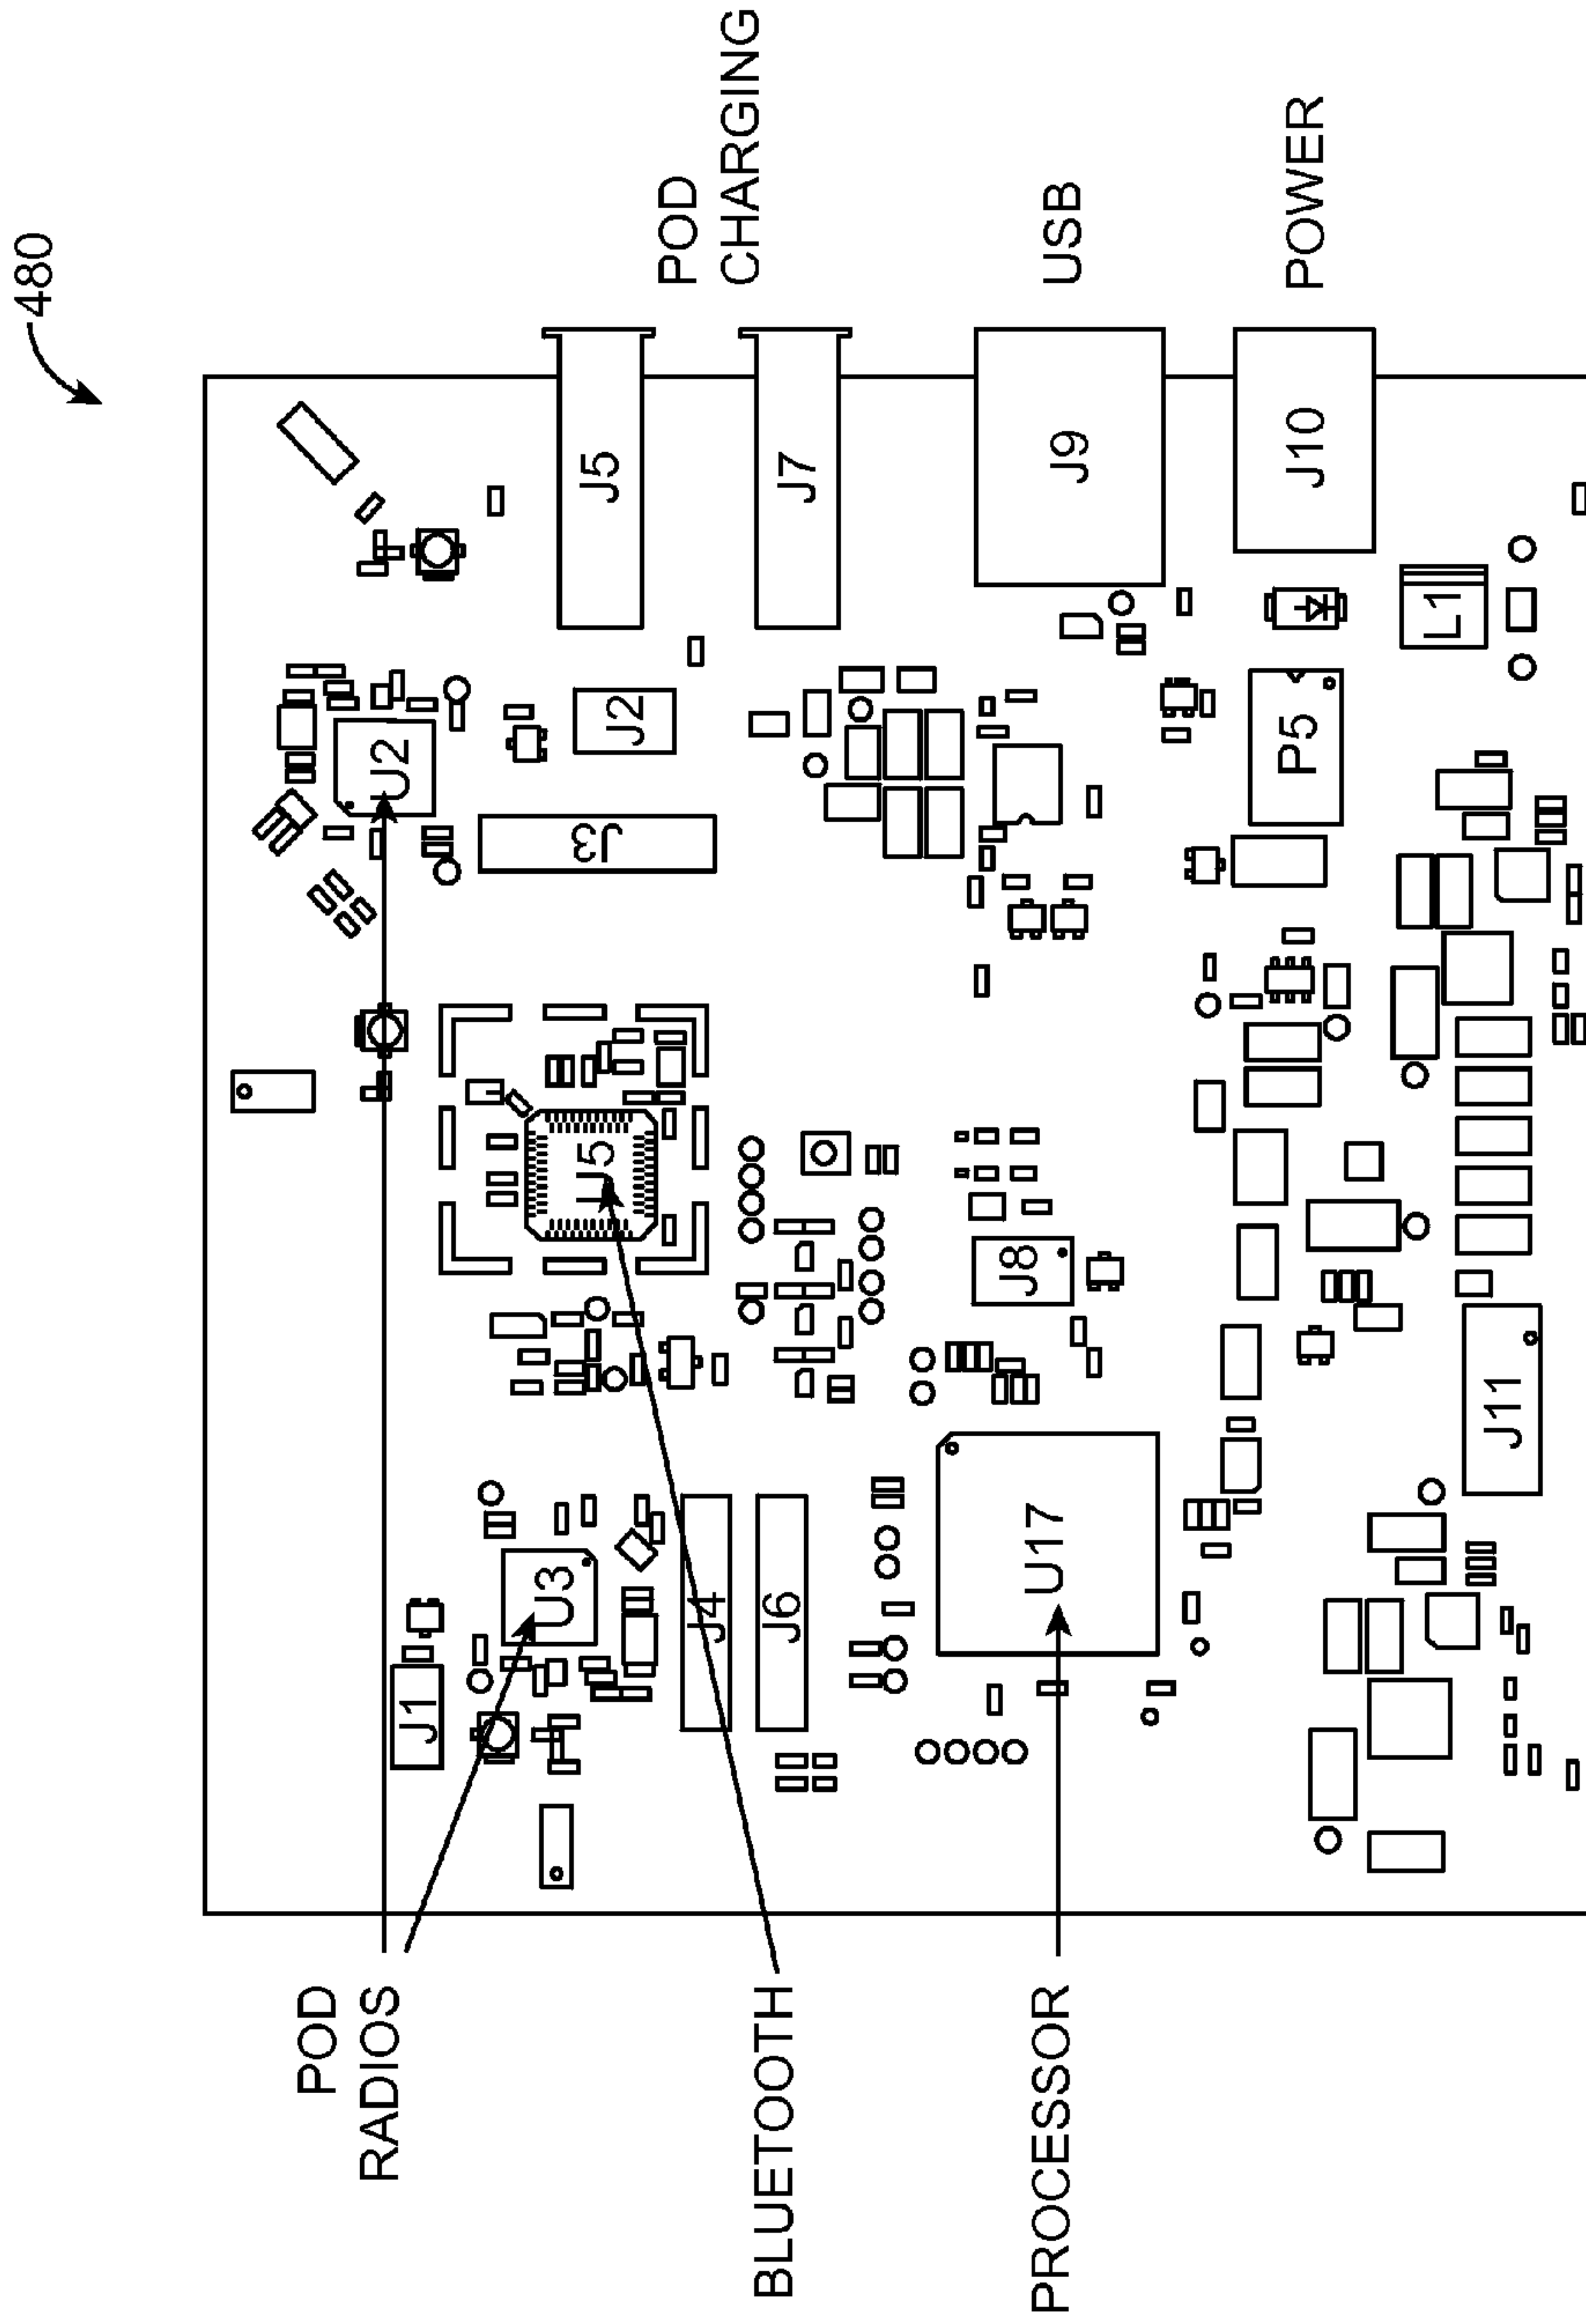 480
POD
CHARGING
USB
POWER
J5
J7
J9
J10
L1
U2
J2
J3
P5
U5
J8
J11
U3
J1
J4
J6
U17
POD
RADIOS
BLUETOOTH
PROCESSOR